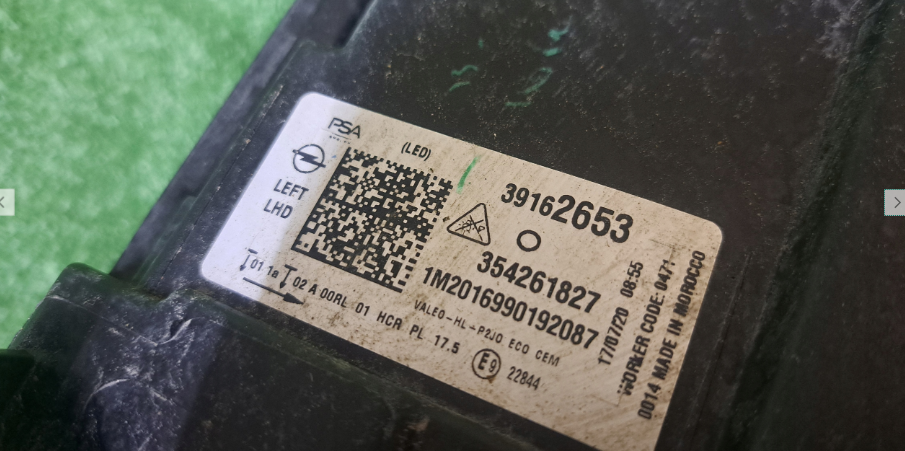 PSA
(LED)
LEFT
LHD
39162653
354261827
1M2016990192087
VALEO-HL-P2JO ECO CEM
01 1a 02 A 00RL 01 HCR PL 17.5
E9 22844
17/07/20 08:55
WORKER CODE: 0471
0014 MADE IN MOROCCO